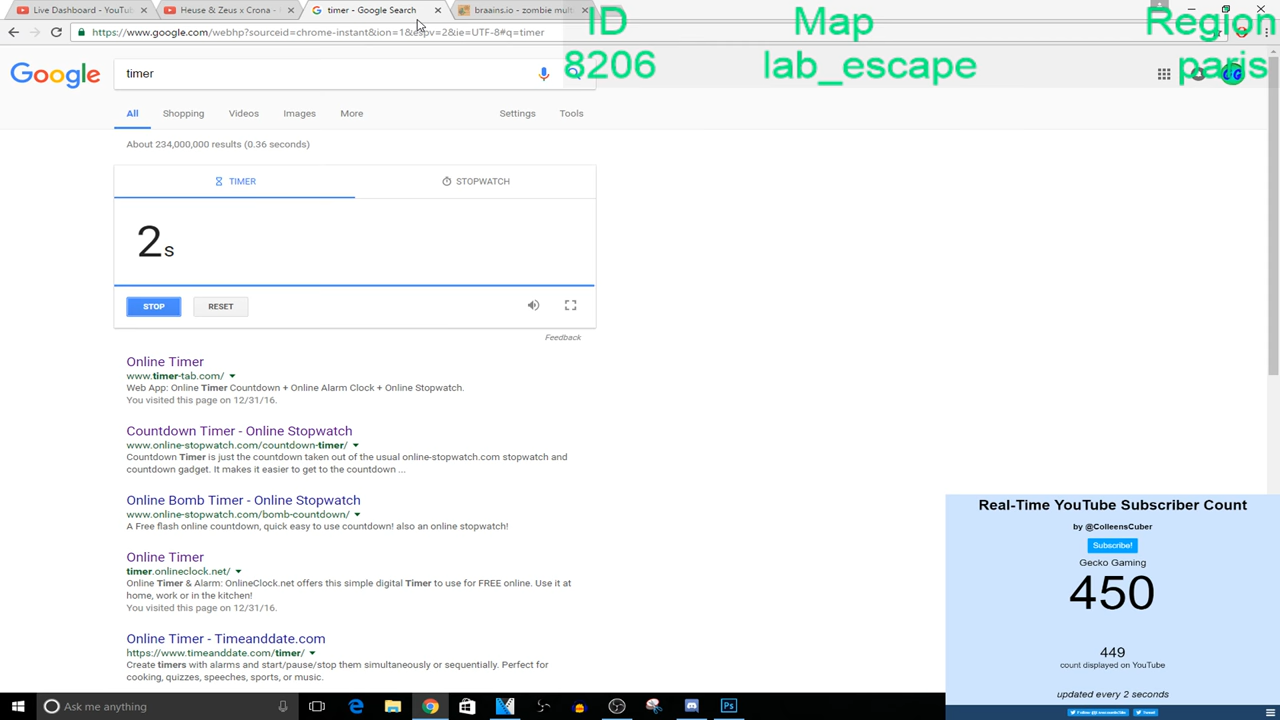 Live Dashboard - YouTu
Heuse & Zeus x Crona -
timer - Google Search
braains.io - zombie mult
https://www.google.com/webhp?sourceid=chrome-instant&ion=1&espv=2&ie=UTF-8#q=timer
ID
8206
Map
lab_escape
Region
paris
Google
timer
GG
All
Shopping
Videos
Images
More
Settings
Tools
About 234,000,000 results (0.36 seconds)
TIMER
STOPWATCH
2 s
STOP
RESET
Feedback
Online Timer
www.timer-tab.com/
Web App: Online Timer Countdown + Online Alarm Clock + Online Stopwatch.
You visited this page on 12/31/16.
Countdown Timer - Online Stopwatch
www.online-stopwatch.com/countdown-timer/
Countdown Timer is just the countdown taken out of the usual online-stopwatch.com stopwatch and
countdown gadget. It makes it easier to get to the countdown ...
Online Bomb Timer - Online Stopwatch
www.online-stopwatch.com/bomb-countdown/
A Free flash online countdown, quick easy to use countdown! also an online stopwatch!
Online Timer
timer.onlineclock.net/
Online Timer & Alarm: OnlineClock.net offers this simple digital Timer to use for FREE online. Use it at
home, work or in the kitchen!
You visited this page on 12/31/16.
Online Timer - Timeanddate.com
https://www.timeanddate.com/timer/
Create timers with alarms and start/pause/stop them simultaneously or sequentially. Perfect for
cooking, quizzes, speeches, sports, or music.
Real-Time YouTube Subscriber Count
by @ColleensCuber
Subscribe!
Gecko Gaming
450
449
count displayed on YouTube
updated every 2 seconds
Tweet
Ask me anything